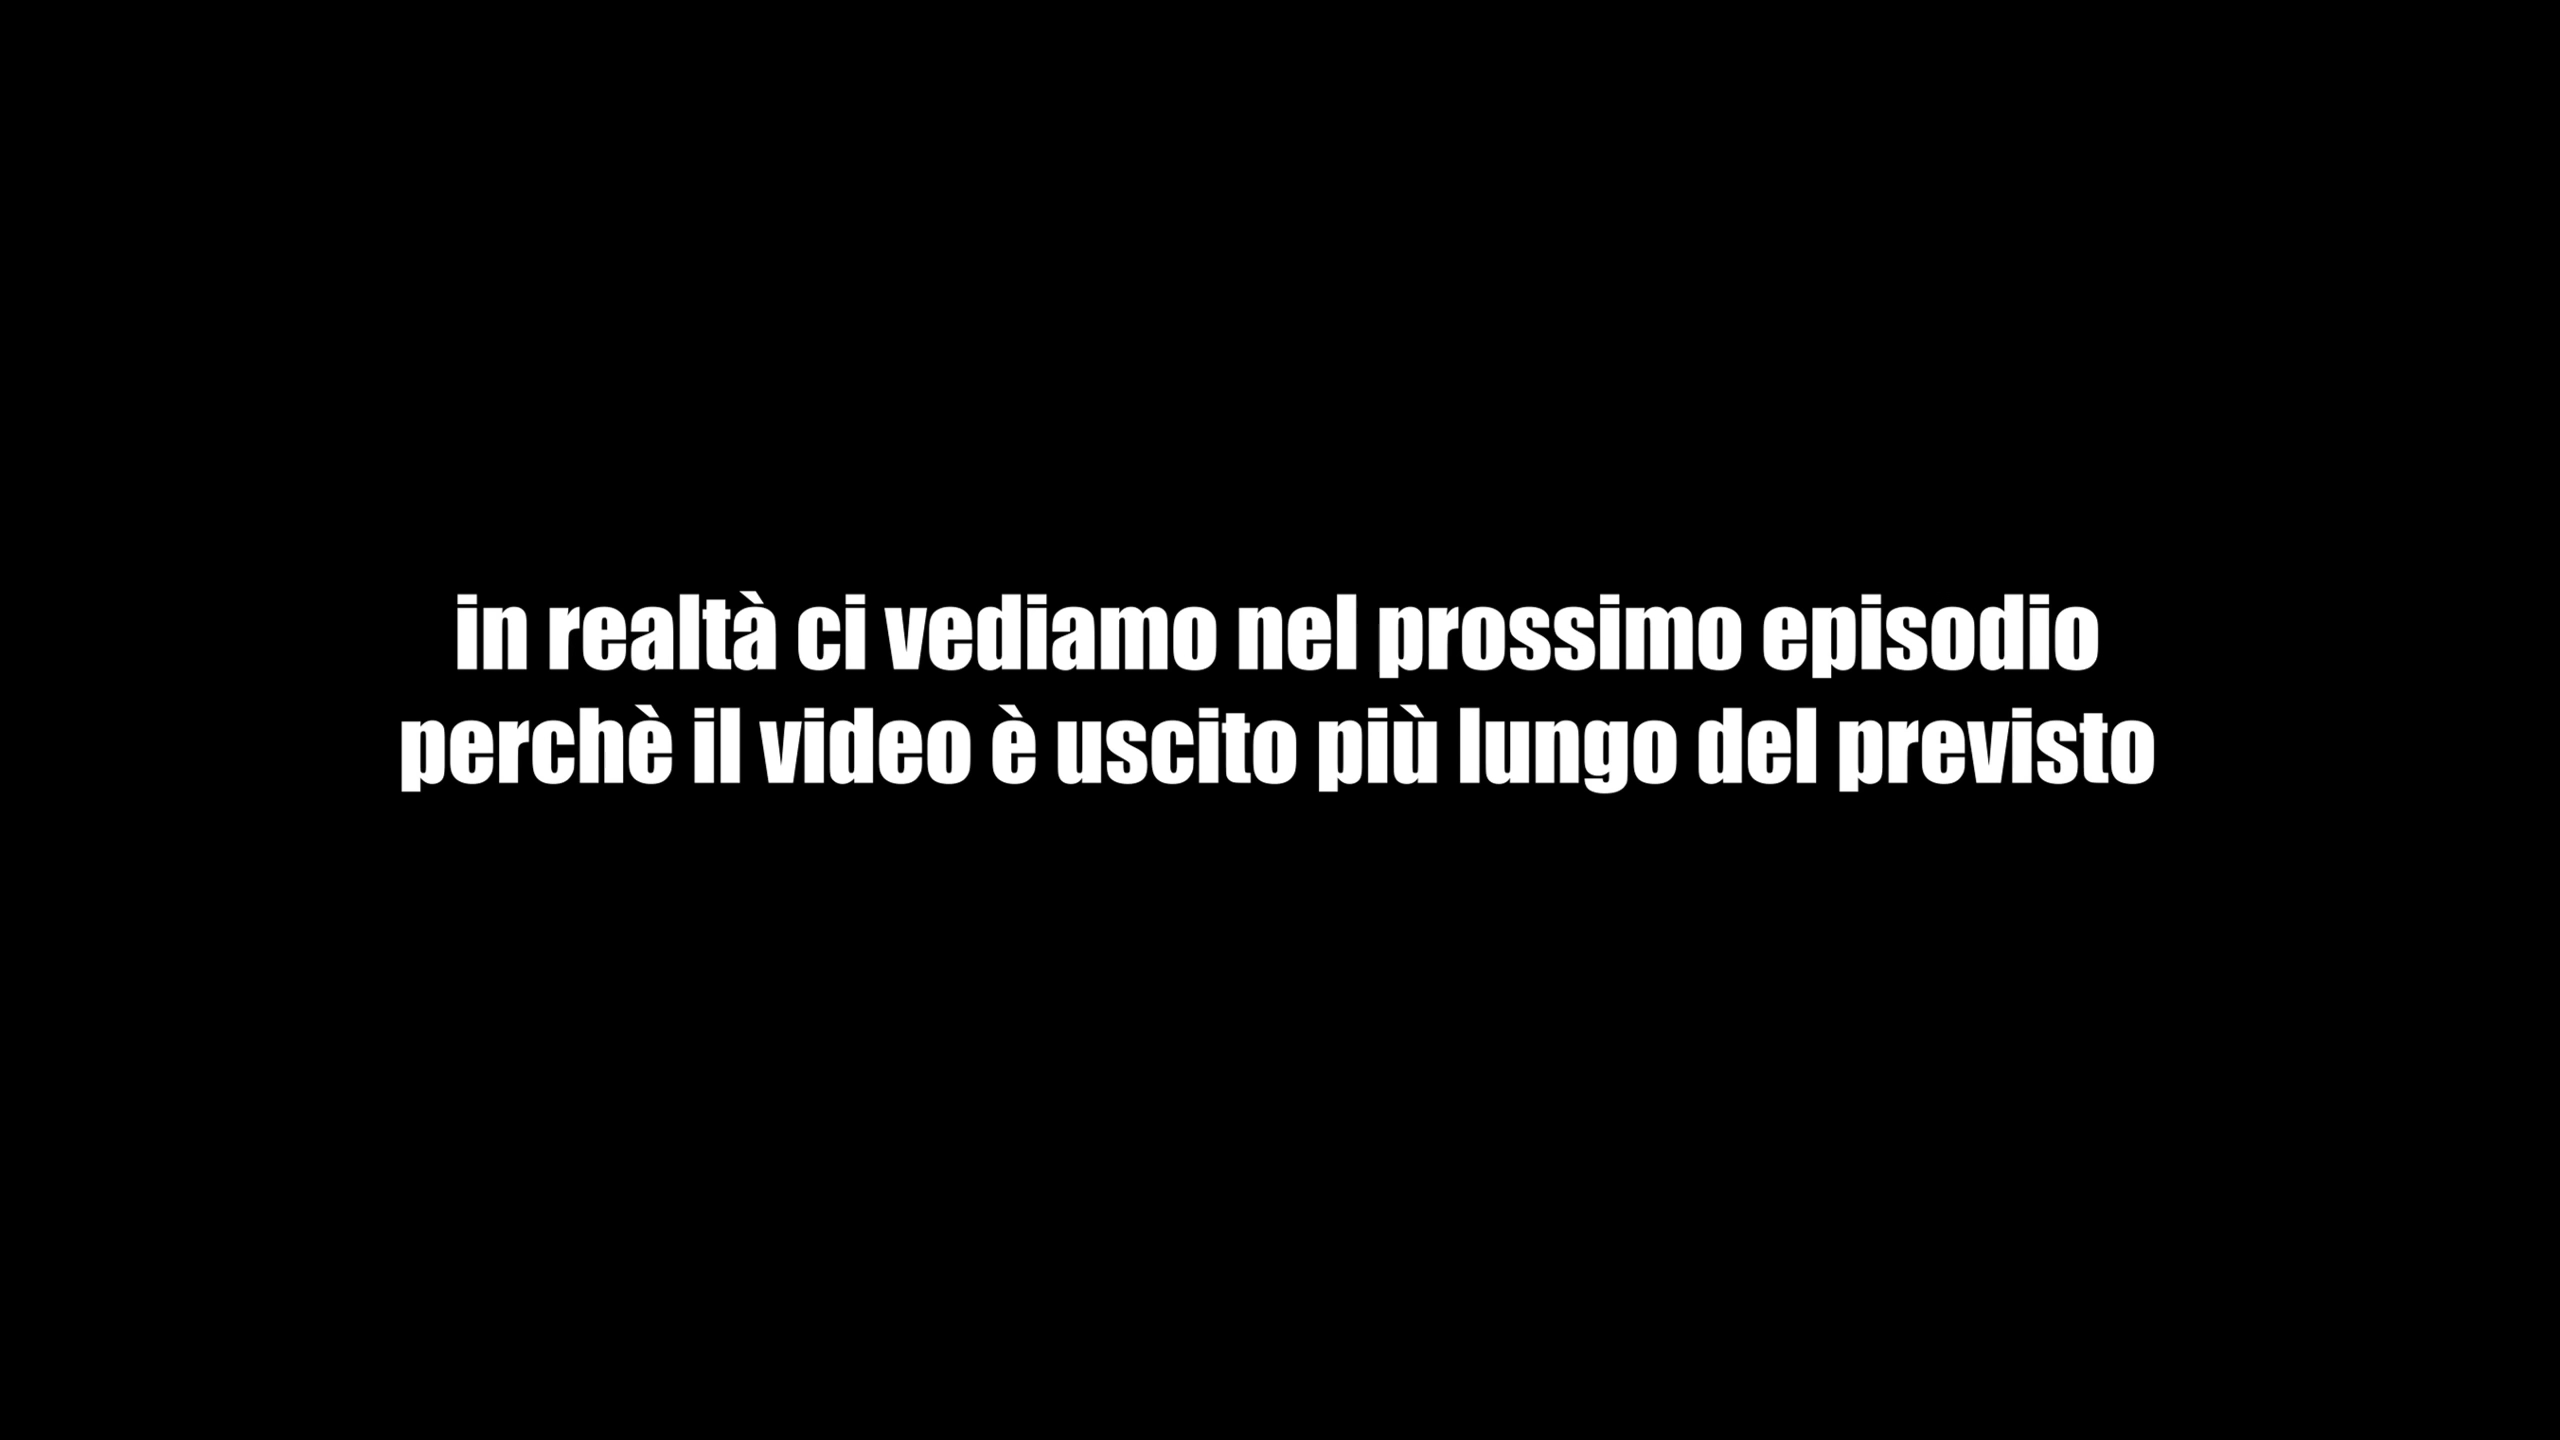 in realtà ci vediamo nel prossimo episodio
perchè il video è uscito più lungo del previsto